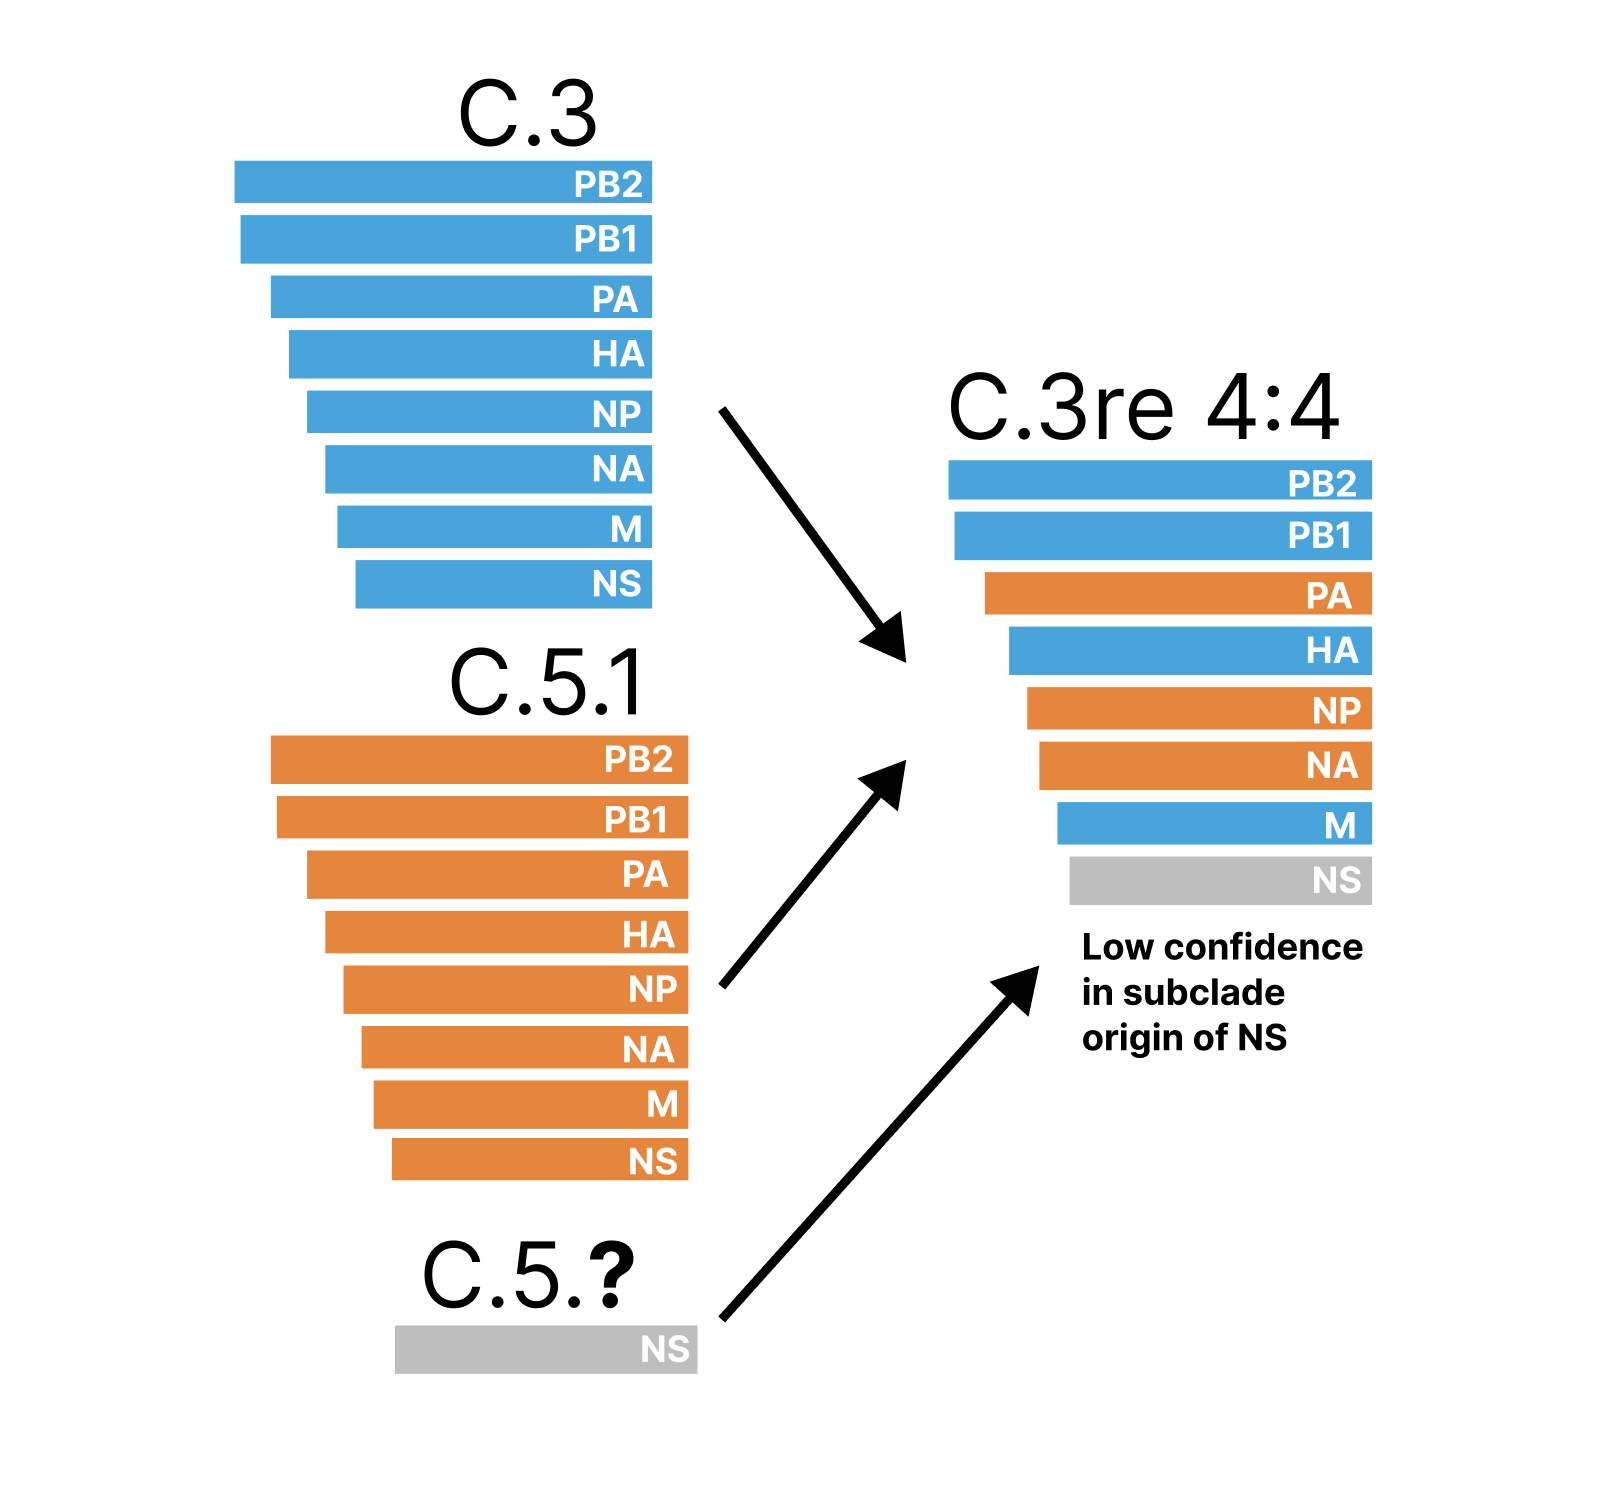 C.3
PB2
PB1
PA
HA
NP
NA
M
NS
C.5.1
PB2
PB1
PA
HA
NP
NA
M
NS
C.5.?
NS
C.3re 4:4
PB2
PB1
PA
HA
NP
NA
M
NS
Low confidence
in subclade
origin of NS